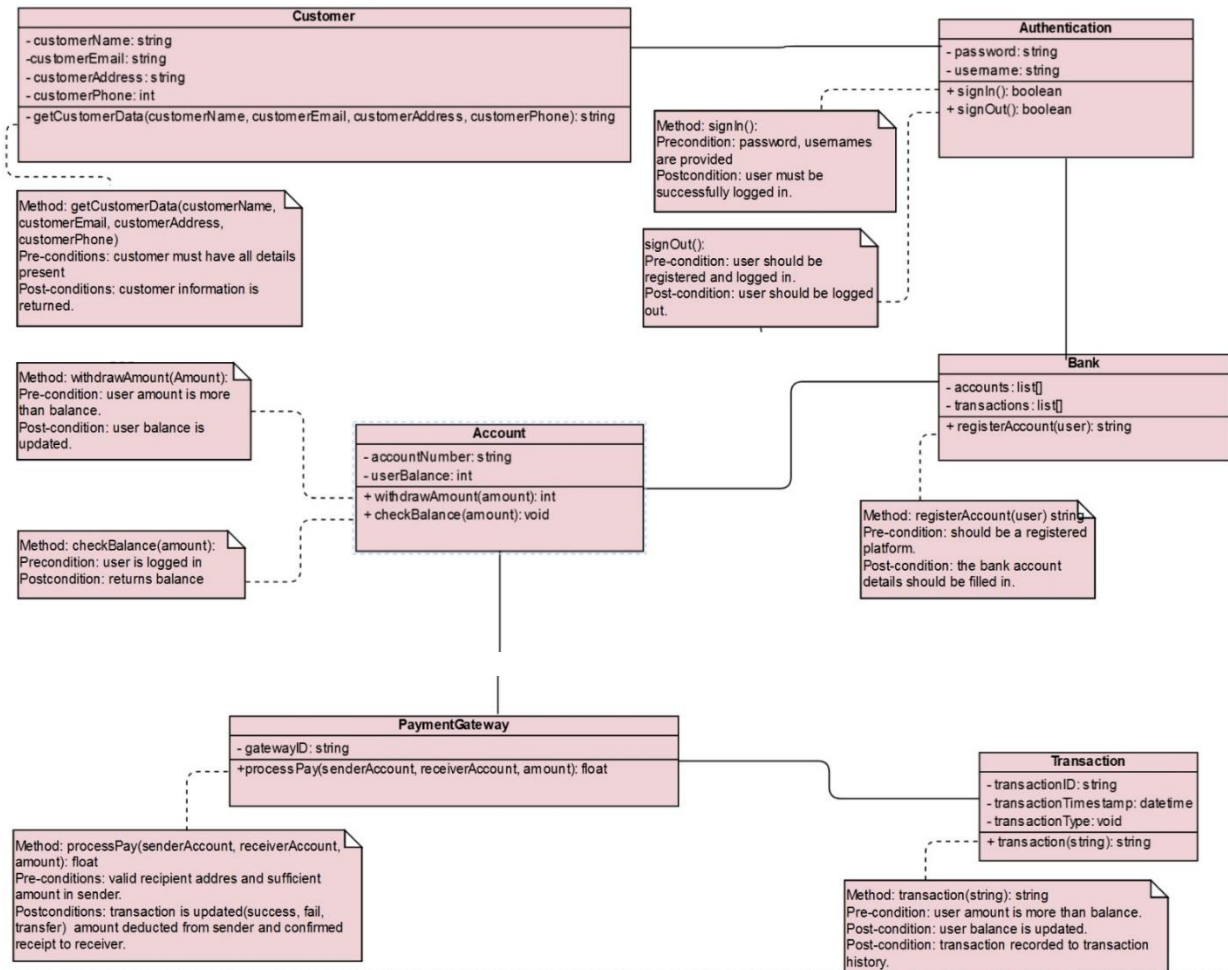 Customer
- customerName: string
-customerEmail: string
- customerAddress: string
- customerPhone: int
- getCustomerData(customerName, customerEmail, customerAddress, customerPhone): string
Authentication
- password: string
- username: string
+ signIn(): boolean
+ signOut(): boolean
Method: signIn():
Precondition: password, usernames
are provided
Postcondition: user must be
successfully logged in.
Method: getCustomerData(customerName,
customerEmail, customerAddress,
customerPhone)
Pre-conditions: customer must have all details
present
Post-conditions: customer information is
returned.
signOut():
Pre-condition: user should be
registered and logged in.
Post-condition: user should be logged
out.
Method: withdrawAmount(Amount):
Pre-condition: user amount is more
than balance.
Post-condition: user balance is
updated.
Bank
- accounts: list[]
- transactions: list[]
+ registerAccount(user): string
Account
- accountNumber: string
- userBalance: int
+ withdrawAmount(amount): int
+ checkBalance(amount): void
Method: checkBalance(amount):
Precondition: user is logged in
Postcondition: returns balance
Method: registerAccount(user) string
Pre-condition: should be a registered
platform.
Post-condition: the bank account
details should be filled in.
PaymentGateway
- gatewayID: string
+processPay(senderAccount, receiverAccount, amount): float
Transaction
- transactionID: string
- transactionTimestamp: datetime
- transactionType: void
+ transaction(string): string
Method: processPay(senderAccount, receiverAccount,
amount): float
Pre-conditions: valid recipient addres and sufficient
amount in sender.
Postconditions: transaction is updated(success, fail,
transfer) amount deducted from sender and confirmed
receipt to receiver.
Method: transaction(string): string
Pre-condition: user amount is more than balance.
Post-condition: user balance is updated.
Post-condition: transaction recorded to transaction
history.